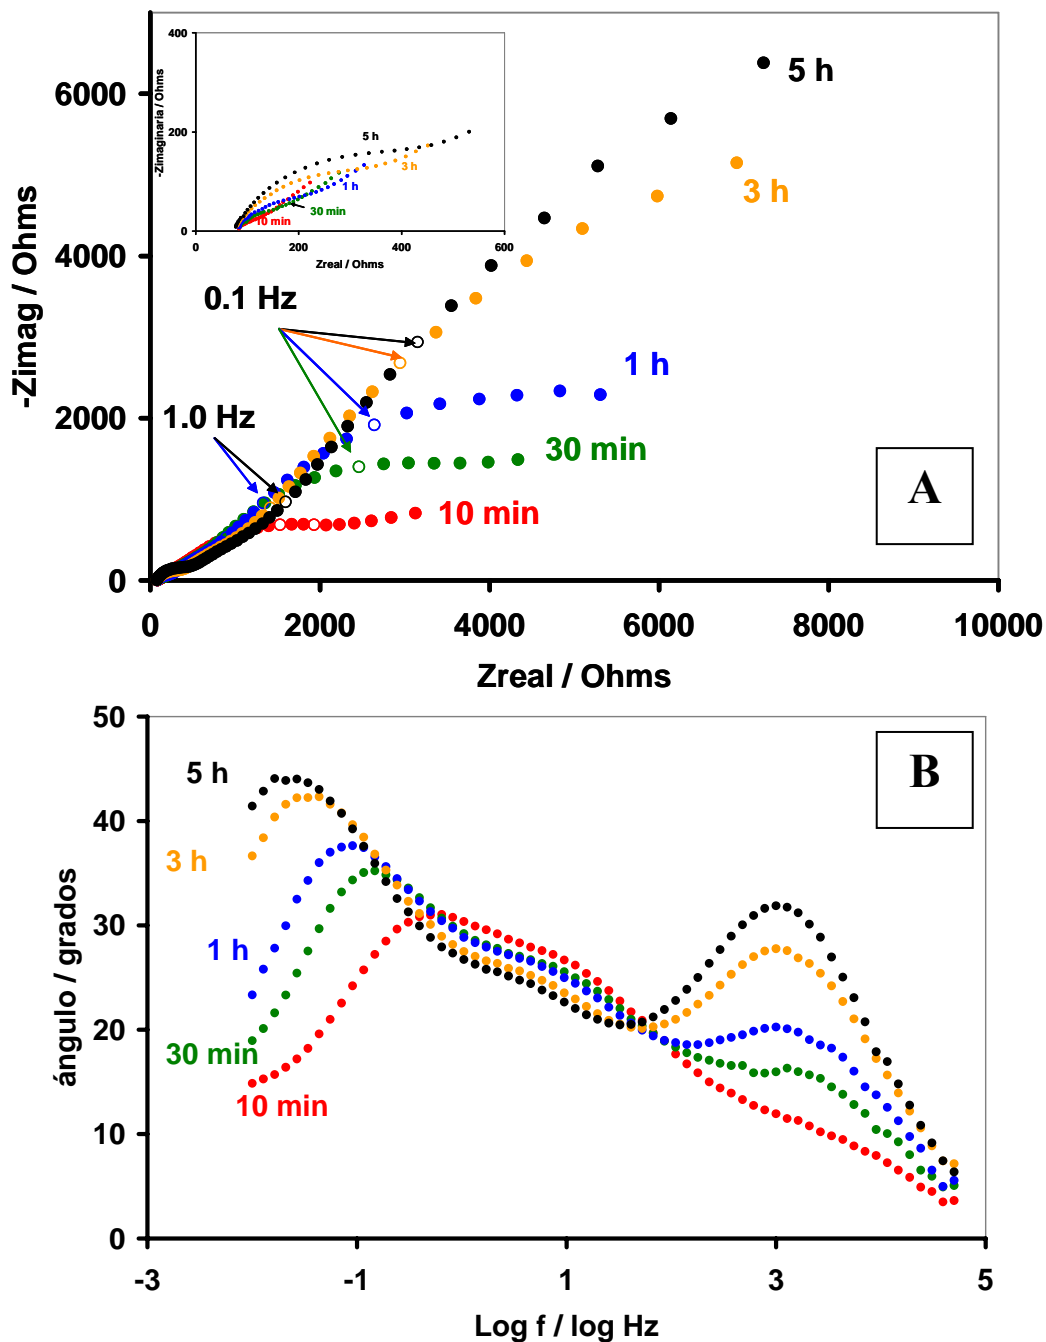 -Zimag / Ohms
6000
4000
2000
0
0
2000
4000
6000
8000
10000
Zreal / Ohms
5 h
3 h
1 h
30 min
10 min
0.1 Hz
1.0 Hz
A
-Zimaginaria / Ohms
400
200
0
0
200
400
600
Zreal / Ohms
5 h
3 h
1 h
30 min
10 min
ángulo / grados
50
40
30
20
10
0
-3
-1
1
3
5
Log f / log Hz
5 h
3 h
1 h
30 min
10 min
B